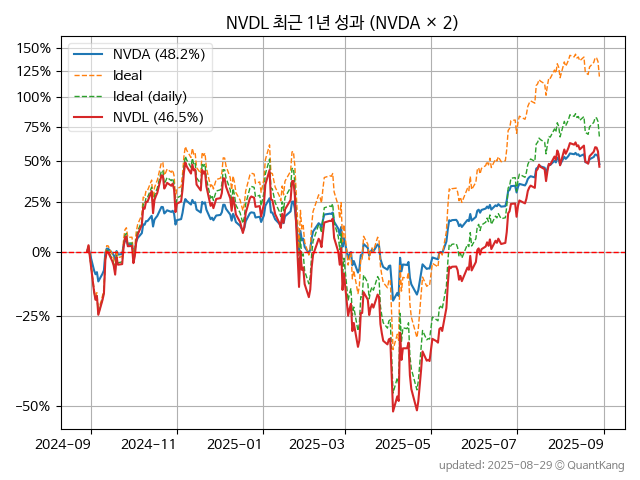 NVDL 최근 1년 성과 (NVDA × 2)
150%
125%
100%
75%
50%
25%
0%
−25%
−50%
NVDA (48.2%)
Ideal
Ideal (daily)
NVDL (46.5%)
2024-09
2024-11
2025-01
2025-03
2025-05
2025-07
2025-09
updated: 2025-08-29 © QuantKang